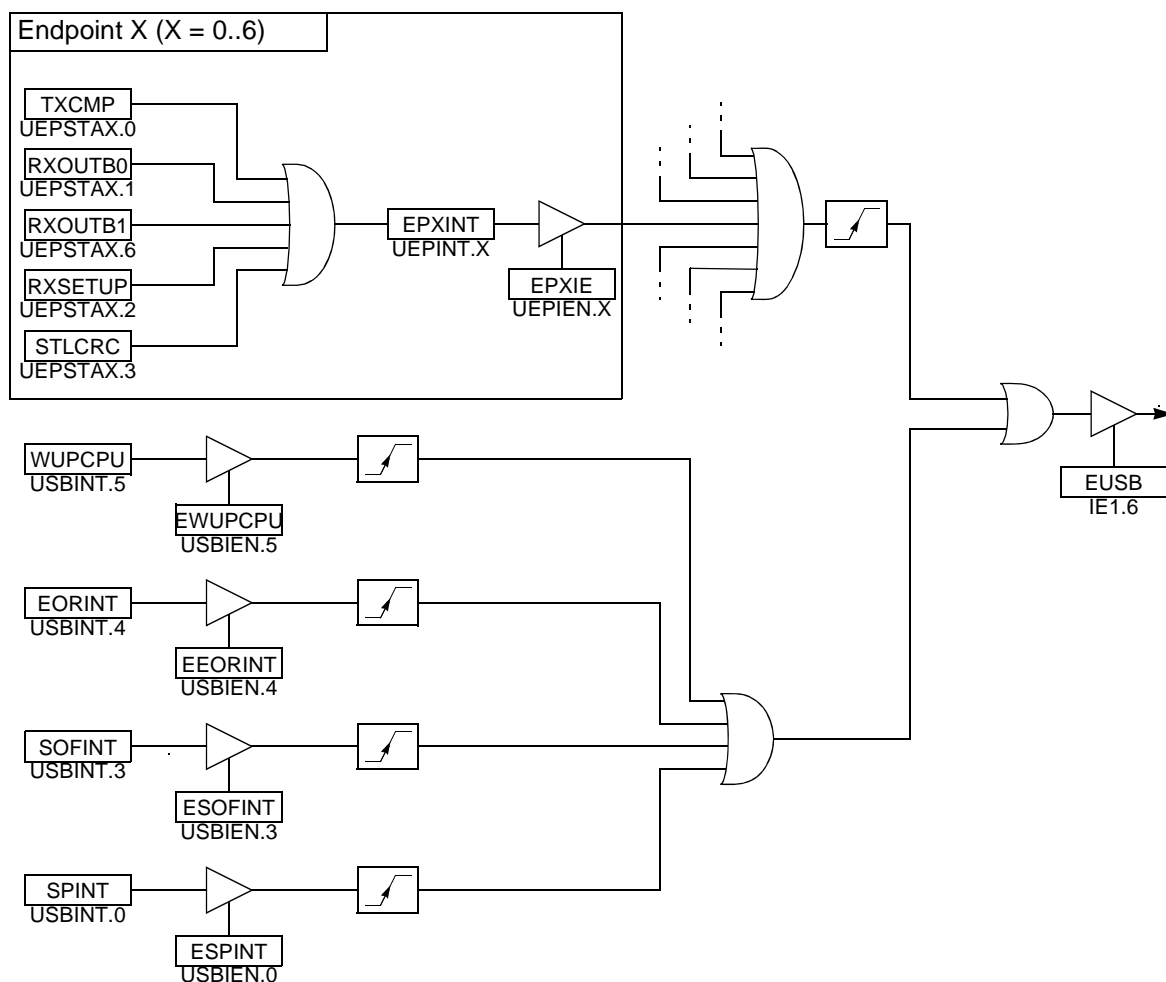 Endpoint X (X = 0..6)
TXCMP
UEPSTAX.0
RXOUTB0
UEPSTAX.1
RXOUTB1
UEPSTAX.6
RXSETUP
UEPSTAX.2
STLCRC
UEPSTAX.3
EPXINT
UEPINT.X
EPXIE
UEPIEN.X
WUPCPU
USBINT.5
EWUPCPU
USBIEN.5
EUSB
IE1.6
EORINT
USBINT.4
EEORINT
USBIEN.4
SOFINT
USBINT.3
ESOFINT
USBIEN.3
SPINT
USBINT.0
ESPINT
USBIEN.0